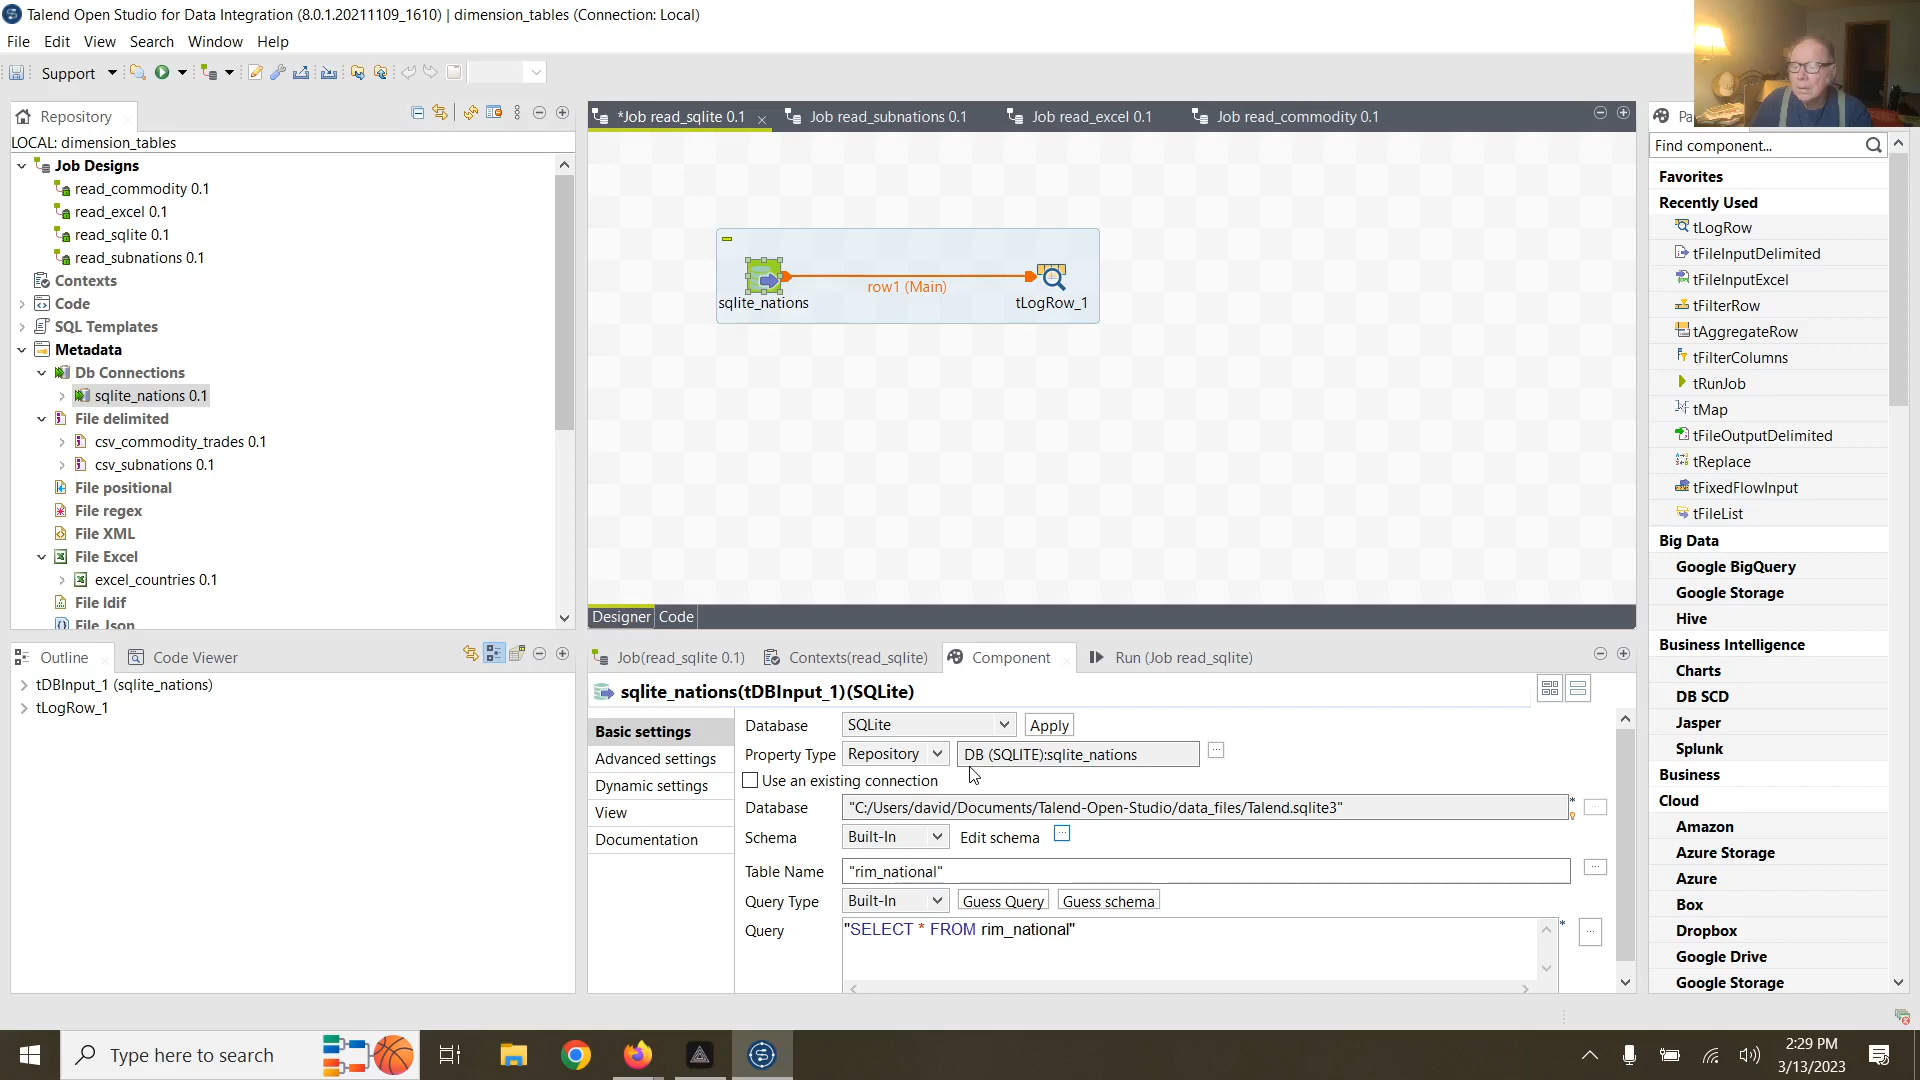 Talend Open Studio for Data Integration (8.0.1.20211109_1610) | dimension_tables (Connection: Local)
File Edit View Search Window Help
Support
Repository
LOCAL: dimension_tables
Job Designs
read_commodity 0.1
read_excel 0.1
read_sqlite 0.1
read_subnations 0.1
Contexts
Code
SQL Templates
Metadata
Db Connections
sqlite_nations 0.1
File delimited
csv_commodity_trades 0.1
csv_subnations 0.1
File positional
File regex
File XML
File Excel
excel_countries 0.1
File ldif
File Json
Outline Code Viewer
tDBInput_1 (sqlite_nations)
tLogRow_1
*Job read_sqlite 0.1 Job read_subnations 0.1 Job read_excel 0.1 Job read_commodity 0.1
row1 (Main)
sqlite_nations tLogRow_1
Designer Code
Job(read_sqlite 0.1) Contexts(read_sqlite) Component Run (Job read_sqlite)
sqlite_nations(tDBInput_1)(SQLite)
Basic settings
Advanced settings
Dynamic settings
View
Documentation
Database SQLite Apply
Property Type Repository DB (SQLITE):sqlite_nations
Use an existing connection
Database "C:/Users/david/Documents/Talend-Open-Studio/data_files/Talend.sqlite3" *
Schema Built-In Edit schema
Table Name "rim_national"
Query Type Built-In Guess Query Guess schema
Query "SELECT * FROM rim_national" *
Pa
Find component...
Favorites
Recently Used
tLogRow
tFileInputDelimited
tFileInputExcel
tFilterRow
tAggregateRow
tFilterColumns
tRunJob
tMap
tFileOutputDelimited
tReplace
tFixedFlowInput
tFileList
Big Data
Google BigQuery
Google Storage
Hive
Business Intelligence
Charts
DB SCD
Jasper
Splunk
Business
Cloud
Amazon
Azure Storage
Azure
Box
Dropbox
Google Drive
Google Storage
Type here to search
2:29 PM
3/13/2023